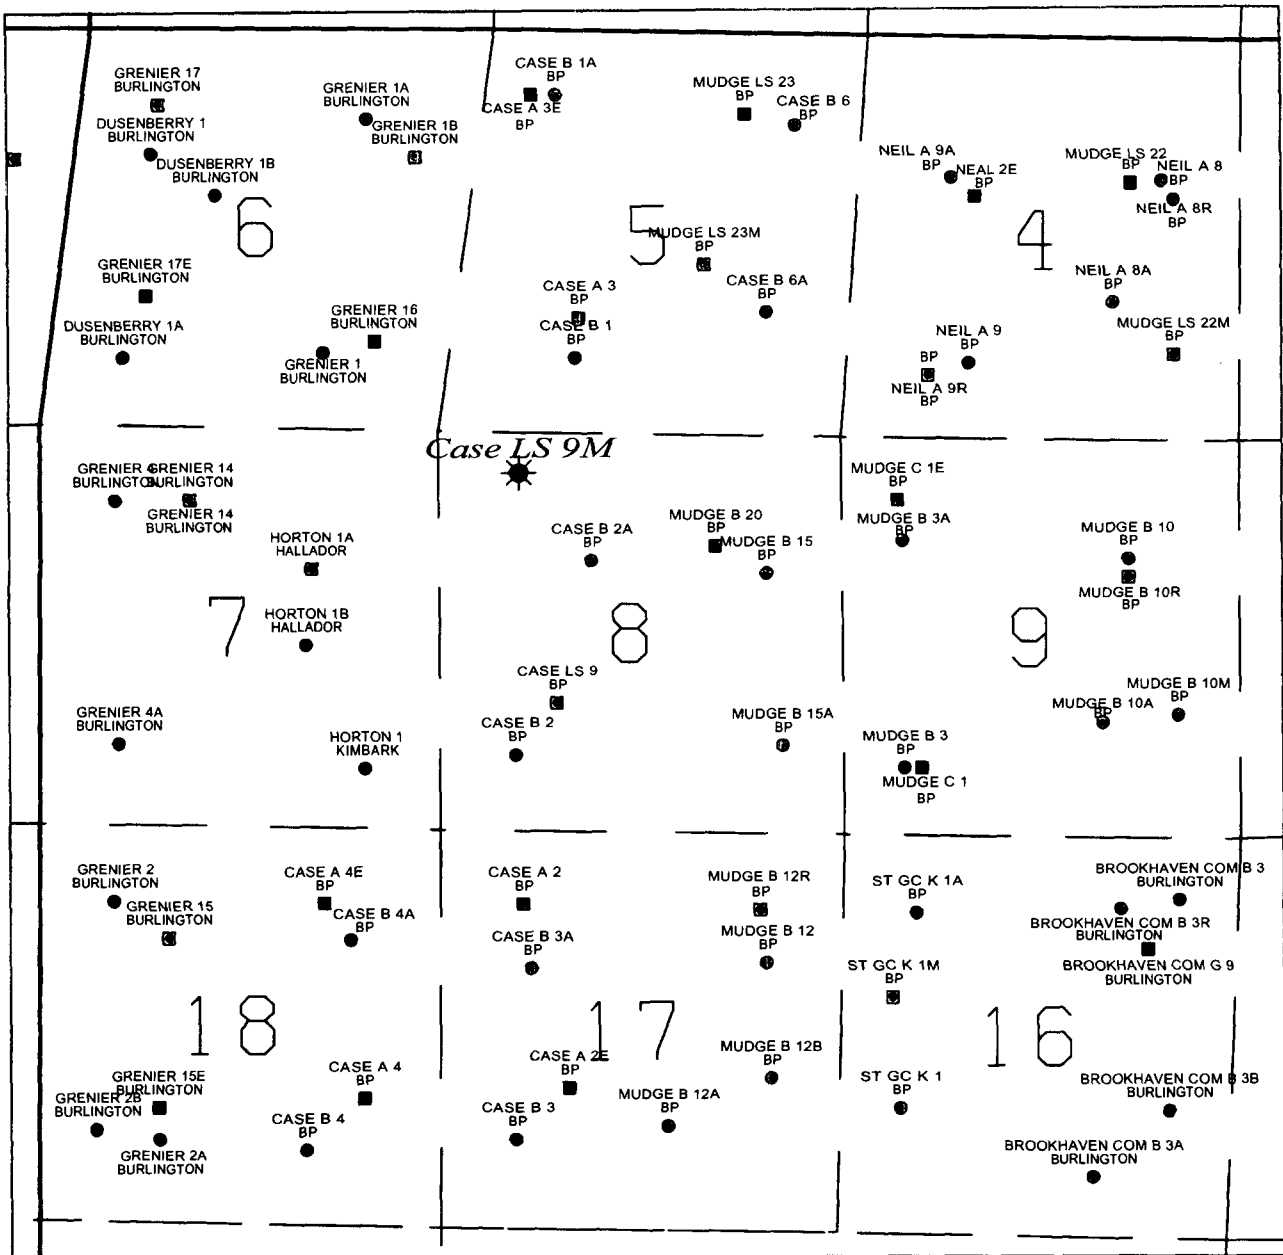 GRENIER 17
BURLINGTON
DUSENBERRY 1
BURLINGTON
DUSENBERRY 1B
BURLINGTON
GRENIER 1A
BURLINGTON
GRENIER 1B
BURLINGTON
6
GRENIER 17E
BURLINGTON
DUSENBERRY 1A
BURLINGTON
GRENIER 16
BURLINGTON
GRENIER 1
BURLINGTON
CASE B 1A
BP
CASE A 3E
BP
MUDGE LS 23
BP
CASE B 6
BP
5
MUDGE LS 23M
BP
CASE A 3
BP
CASE B 1
BP
CASE B 6A
BP
NEIL A 9A
BP
NEAL 2E
BP
MUDGE LS 22
BP
NEIL A 8
BP
NEIL A 8R
BP
4
NEIL A 8A
BP
NEIL A 9
BP
MUDGE LS 22M
BP
BP
NEIL A 9R
BP
GRENIER 4
BURLINGTON
GRENIER 14
BURLINGTON
GRENIER 14
BURLINGTON
HORTON 1A
HALLADOR
7
HORTON 1B
HALLADOR
GRENIER 4A
BURLINGTON
HORTON 1
KIMBARK
Case LS 9M
CASE B 2A
BP
MUDGE B 20
BP
MUDGE B 15
BP
8
CASE LS 9
BP
CASE B 2
BP
MUDGE B 15A
BP
MUDGE C 1E
BP
MUDGE B 3A
BP
MUDGE B 10
BP
MUDGE B 10R
BP
9
MUDGE B 10M
BP
MUDGE B 10A
BP
MUDGE B 3
BP
MUDGE C 1
BP
GRENIER 2
BURLINGTON
GRENIER 15
BURLINGTON
CASE A 4E
BP
CASE B 4A
BP
18
GRENIER 15E
BURLINGTON
GRENIER 2B
BURLINGTON
GRENIER 2A
BURLINGTON
CASE A 4
BP
CASE B 4
BP
CASE A 2
BP
CASE B 3A
BP
MUDGE B 12R
BP
MUDGE B 12
BP
17
CASE A 2E
BP
CASE B 3
BP
MUDGE B 12B
BP
MUDGE B 12A
BP
ST GC K 1A
BP
BROOKHAVEN COM B 3
BURLINGTON
BROOKHAVEN COM B 3R
BURLINGTON
BROOKHAVEN COM G 9
BURLINGTON
ST GC K 1M
BP
16
ST GC K 1
BP
BROOKHAVEN COM B 3B
BURLINGTON
BROOKHAVEN COM B 3A
BURLINGTON